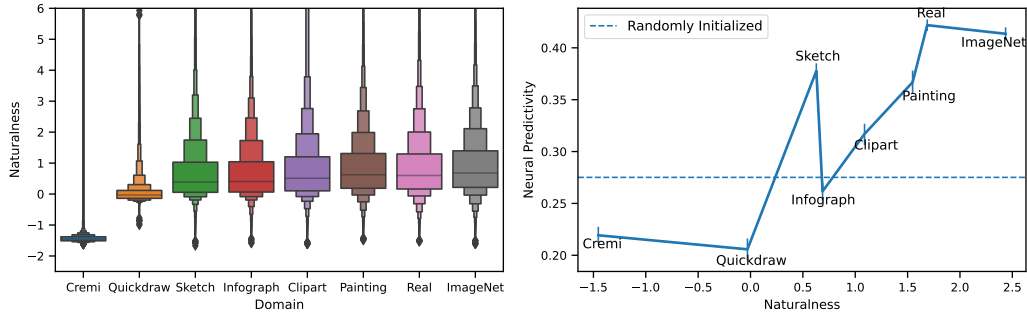 6
5
4
3
2
1
0
−1
−2
Naturalness
Cremi Quickdraw Sketch Infograph Clipart Painting Real ImageNet
Domain
Randomly Initialized
0.40
0.35
0.30
0.25
0.20
Neural Predictivity
Real
ImageNet
Sketch
Painting
Clipart
Infograph
Cremi
Quickdraw
−1.5 −1.0 −0.5 0.0 0.5 1.0 1.5 2.0 2.5
Naturalness